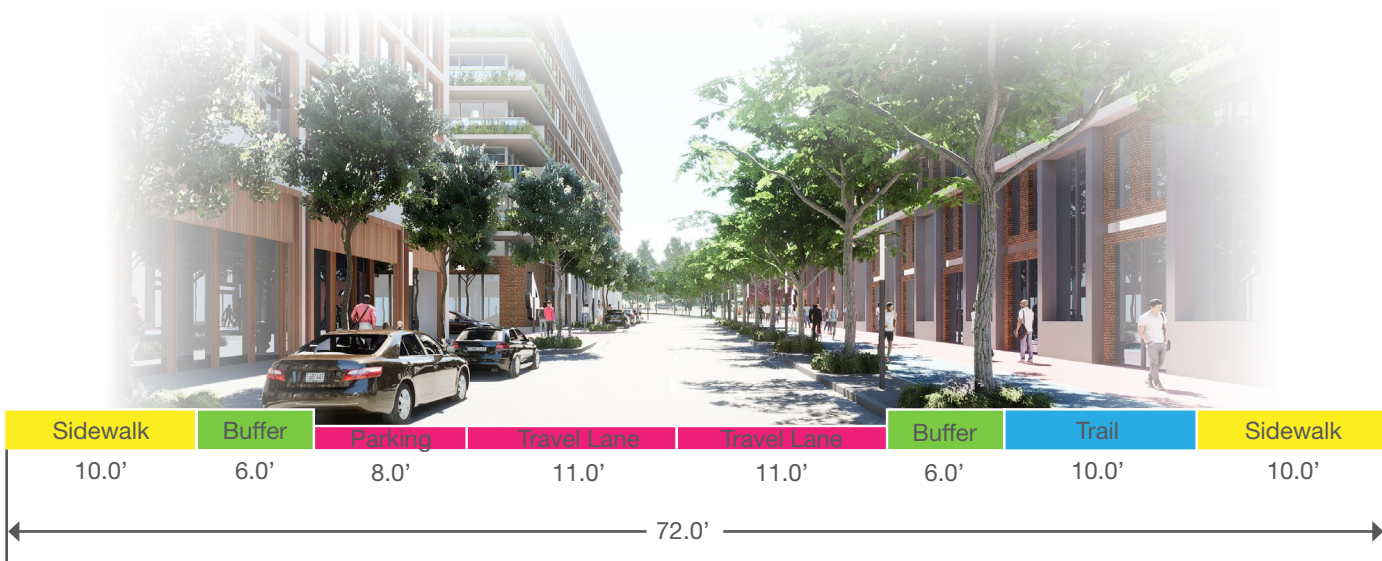 Sidewalk Buffer Parking Travel Lane Travel Lane Buffer Trail Sidewalk
10.0’ 6.0’ 8.0’ 11.0’ 11.0’ 6.0’ 10.0’ 10.0’
72.0’